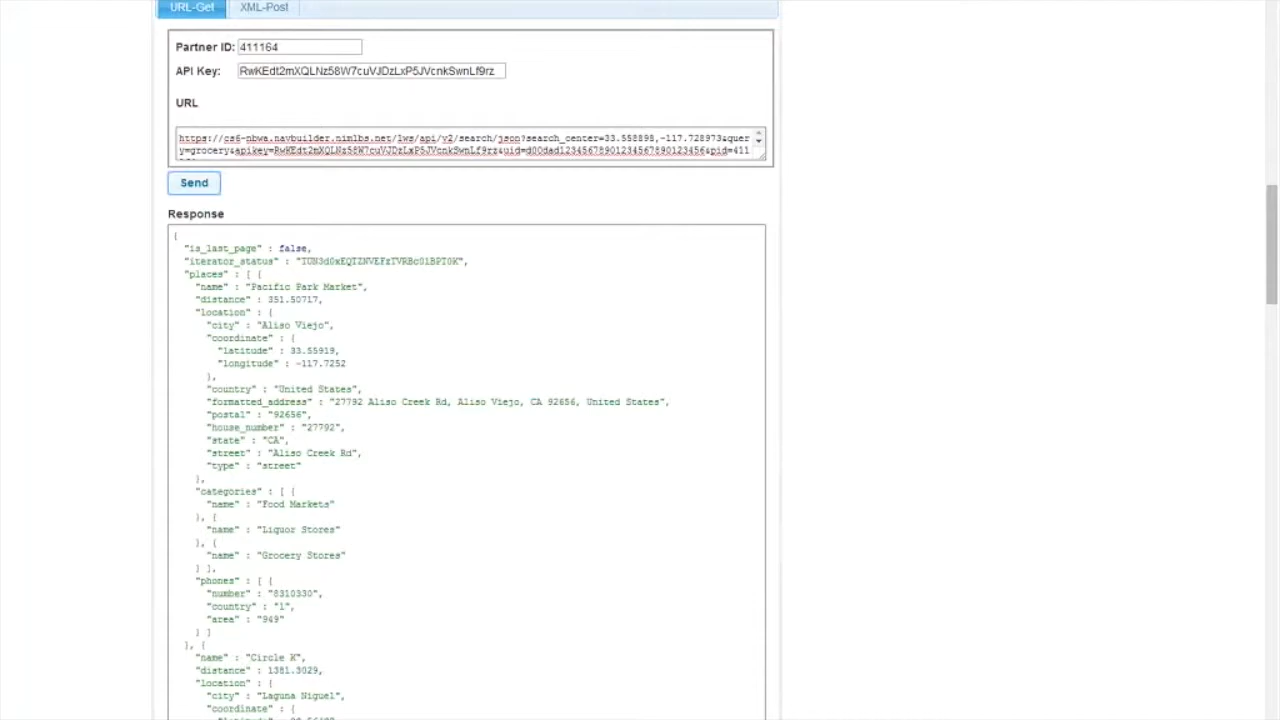 URL-Get XML-Post
Partner ID: 411164
API Key: RwKEdt2mXQLNz58W7cuVJDzLxP5JVcnkSwnLf9rz
URL
https://cs6-nbwa.navbuilder.nimlbs.net/lws/api/v2/search/json?search_center=33.558898,-117.728973&quer
y=grocery&apikey=RwKEdt2mXQLNz58W7cuVJDzLxP5JVcnkSwnLf9rz&uid=d00dad12345678901234567890123456&pid=411
Send
Response
{
"is_last_page" : false,
"iterator_status" :
"places" : [ {
"name" : "Pacific Park Market",
"distance" : 351.50717,
"location" : {
"city" : "Aliso Viejo",
"coordinate" : {
"latitude" : 33.55919,
"longitude" : -117.7252
},
"country" : "United States",
"formatted_address" : "27792 Aliso Creek Rd, Aliso Viejo, CA 92656, United States",
"postal" : "92656",
"house_number" : "27792",
"state" : "CA",
"street" : "Aliso Creek Rd",
"type" : "street"
},
"categories" : [ {
"name" : "Food Markets"
}, {
"name" : "Liquor Stores"
}, {
"name" : "Grocery Stores"
} ],
"phones" : [ {
"number" : "8310330",
"country" : "1",
"area" : "949"
} ]
}, {
"name" : "Circle K",
"distance" : 1381.3029,
"location" : {
"city" : "Laguna Niguel",
"coordinate" : {